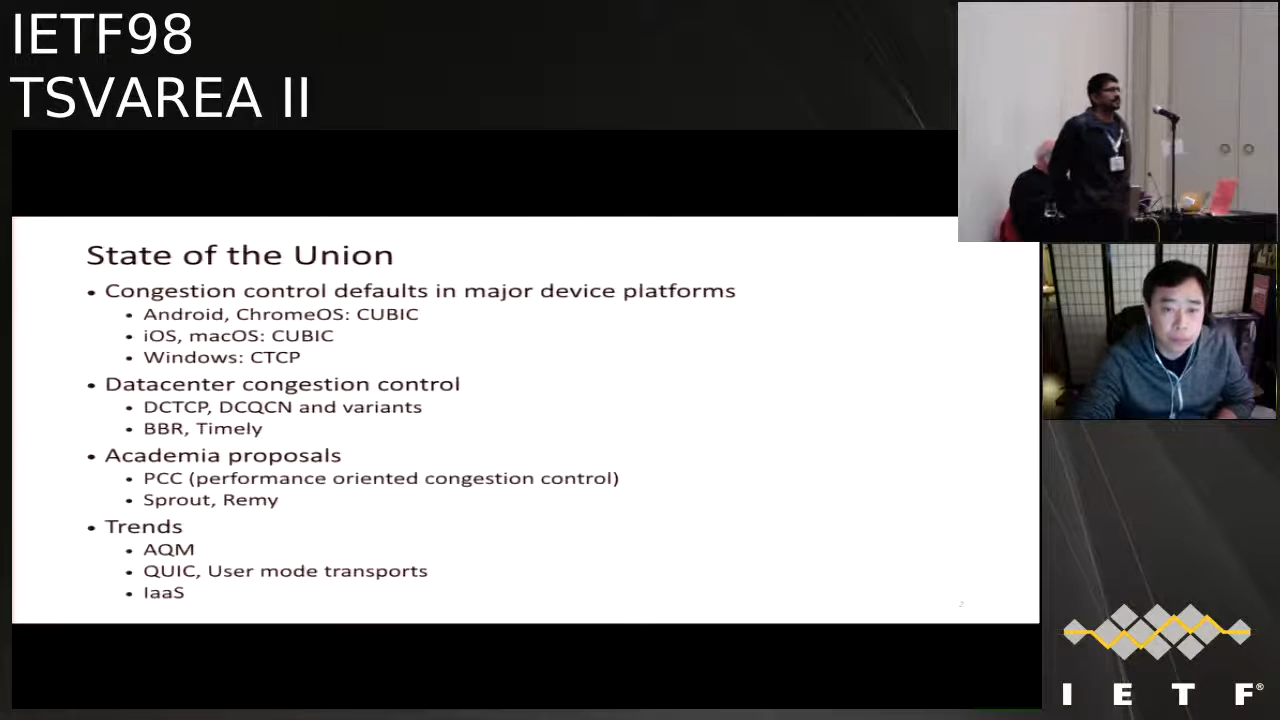 IETF98
TSVAREA II
State of the Union
• Congestion control defaults in major device platforms
• Android, ChromeOS: CUBIC
• iOS, macOS: CUBIC
• Windows: CTCP
• Datacenter congestion control
• DCTCP, DCQCN and variants
• BBR, Timely
• Academia proposals
• PCC (performance oriented congestion control)
• Sprout, Remy
• Trends
• AQM
• QUIC, User mode transports
• IaaS
2
I E T F®